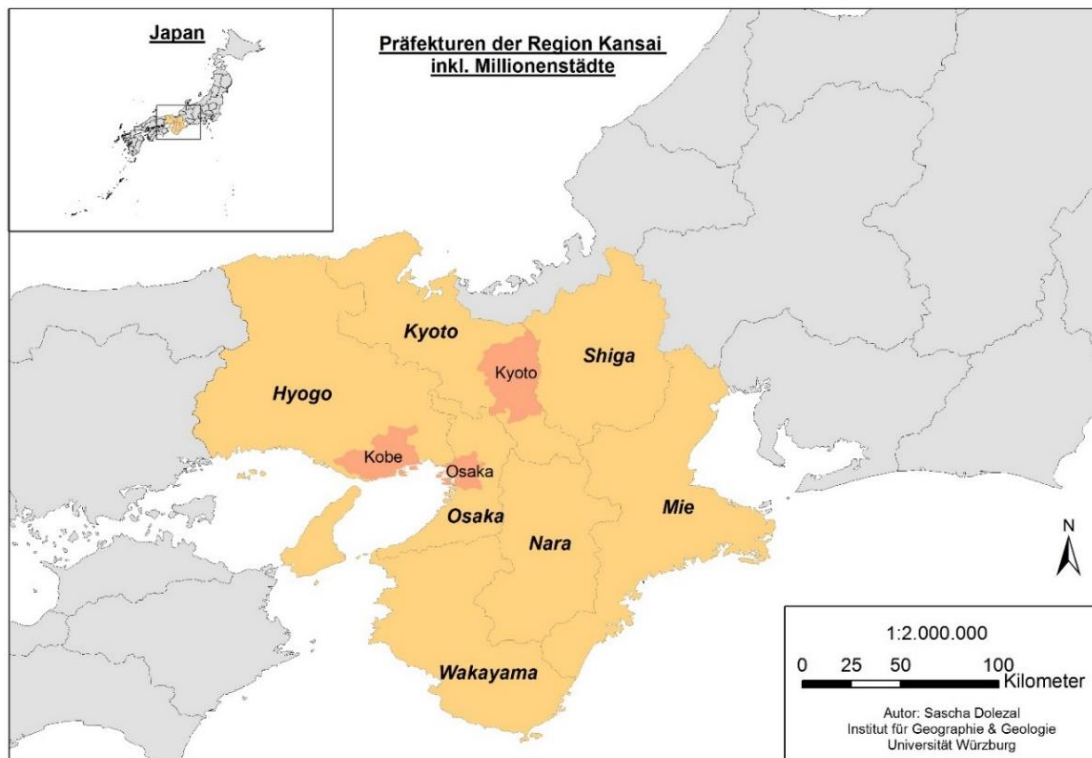 Japan
Präfekturen der Region Kansai
inkl. Millionenstädte
Kyoto
Shiga
Kyoto
Hyogo
Kobe
Osaka
Osaka
Mie
Nara
Wakayama
N
1:2.000.000
0 25 50 100
Kilometer
Autor: Sascha Dolezal
Institut für Geographie & Geologie
Universität Würzburg